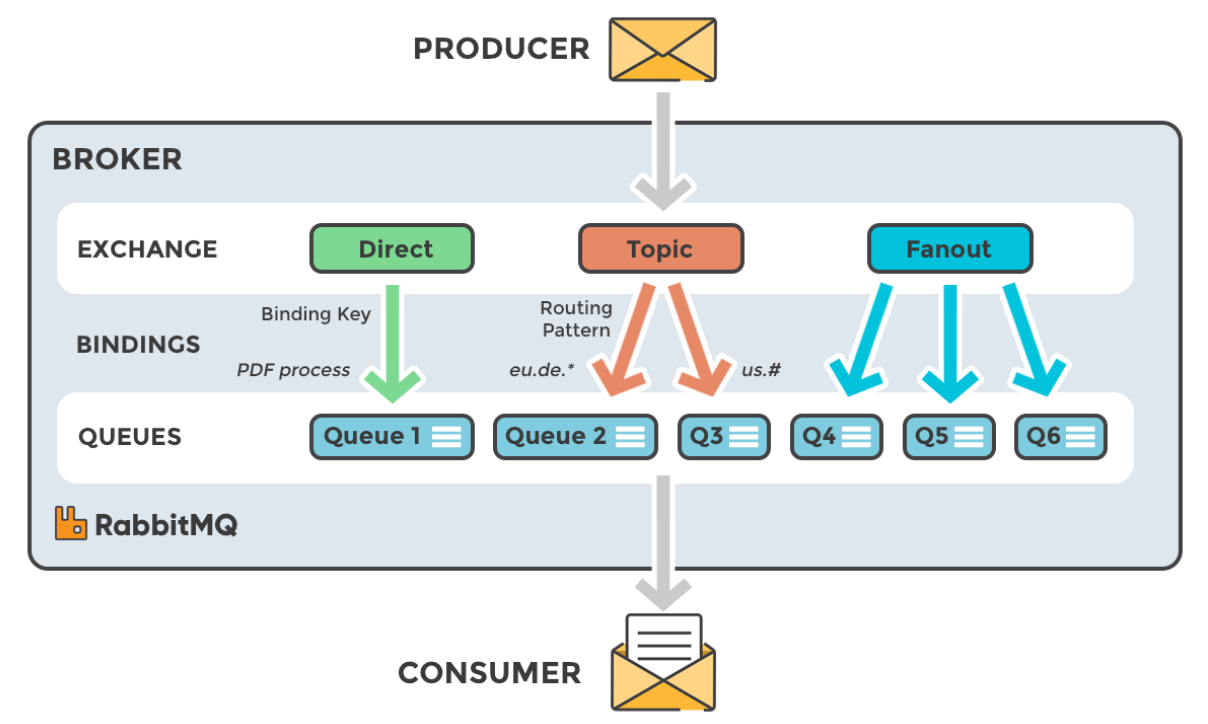 PRODUCER
BROKER
EXCHANGE
Direct
Topic
Fanout
Binding Key
Routing
Pattern
BINDINGS
PDF process
eu.de.*
us.#
QUEUES
Queue 1
Queue 2
Q3
Q4
Q5
Q6
RabbitMQ
CONSUMER